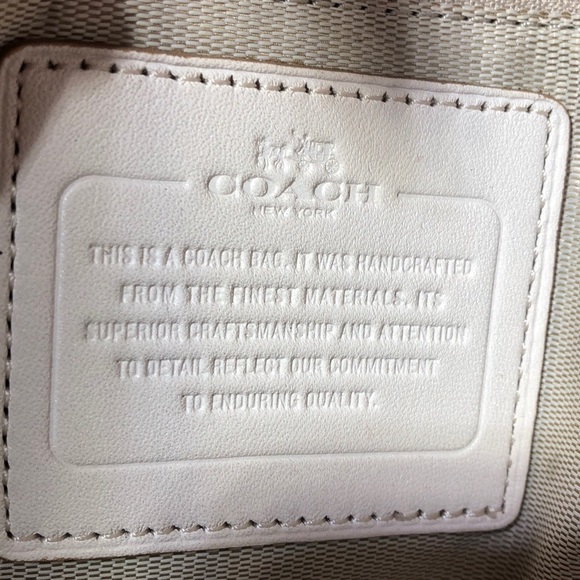 COACH
NEW YORK
THIS IS A COACH BAG. IT WAS HANDCRAFTED
FROM THE FINEST MATERIALS. ITS
SUPERIOR CRAFTSMANSHIP AND ATTENTION
TO DETAIL REFLECT OUR COMMITMENT
TO ENDURING QUALITY.